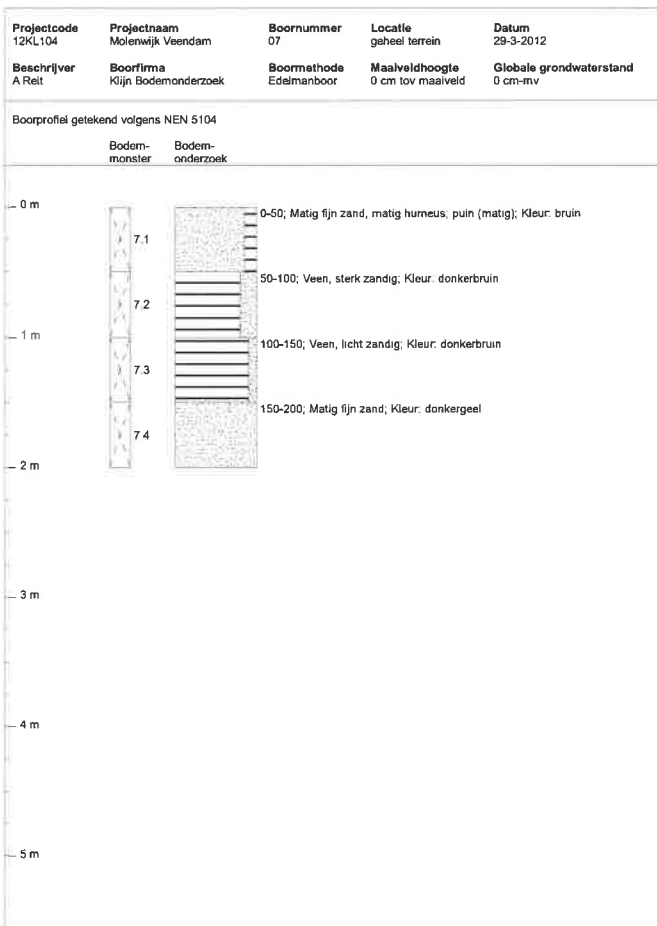 Projectcode Projectnaam Boornummer Locatie Datum
12KL104 Molenwijk Veendam 07 geheel terrein 29-3-2012
Beschrijver Boorfirma Boormethode Maaiveldhoogte Globale grondwaterstand
A Reit Klijn Bodemonderzoek Edelmanboor 0 cm tov maaiveld 0 cm-mv
Boorprofiel getekend volgens NEN 5104
Bodem- Bodem-
monster onderzoek
0 m
0-50; Matig fijn zand, matig humeus; puin (matig); Kleur: bruin
7.1
50-100; Veen, sterk zandig; Kleur: donkerbruin
7.2
1 m
100-150; Veen, licht zandig; Kleur: donkerbruin
7.3
150-200; Matig fijn zand; Kleur: donkergeel
7.4
2 m
3 m
4 m
5 m